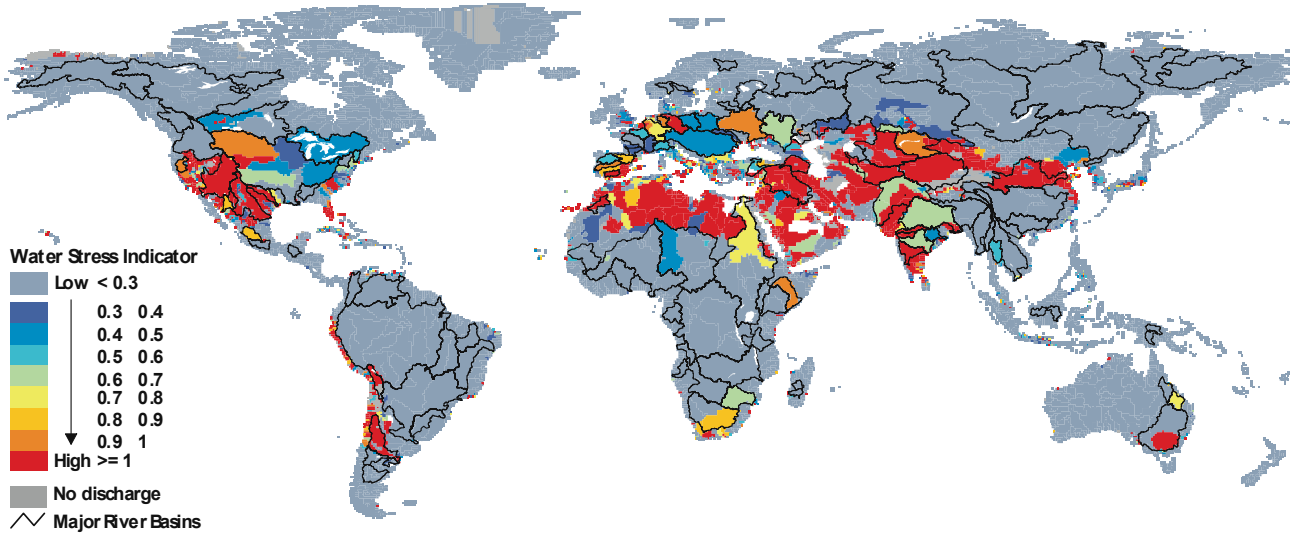 Water Stress Indicator
Low < 0.3
0.3 0.4
0.4 0.5
0.5 0.6
0.6 0.7
0.7 0.8
0.8 0.9
0.9 1
High >= 1
No discharge
Major River Basins